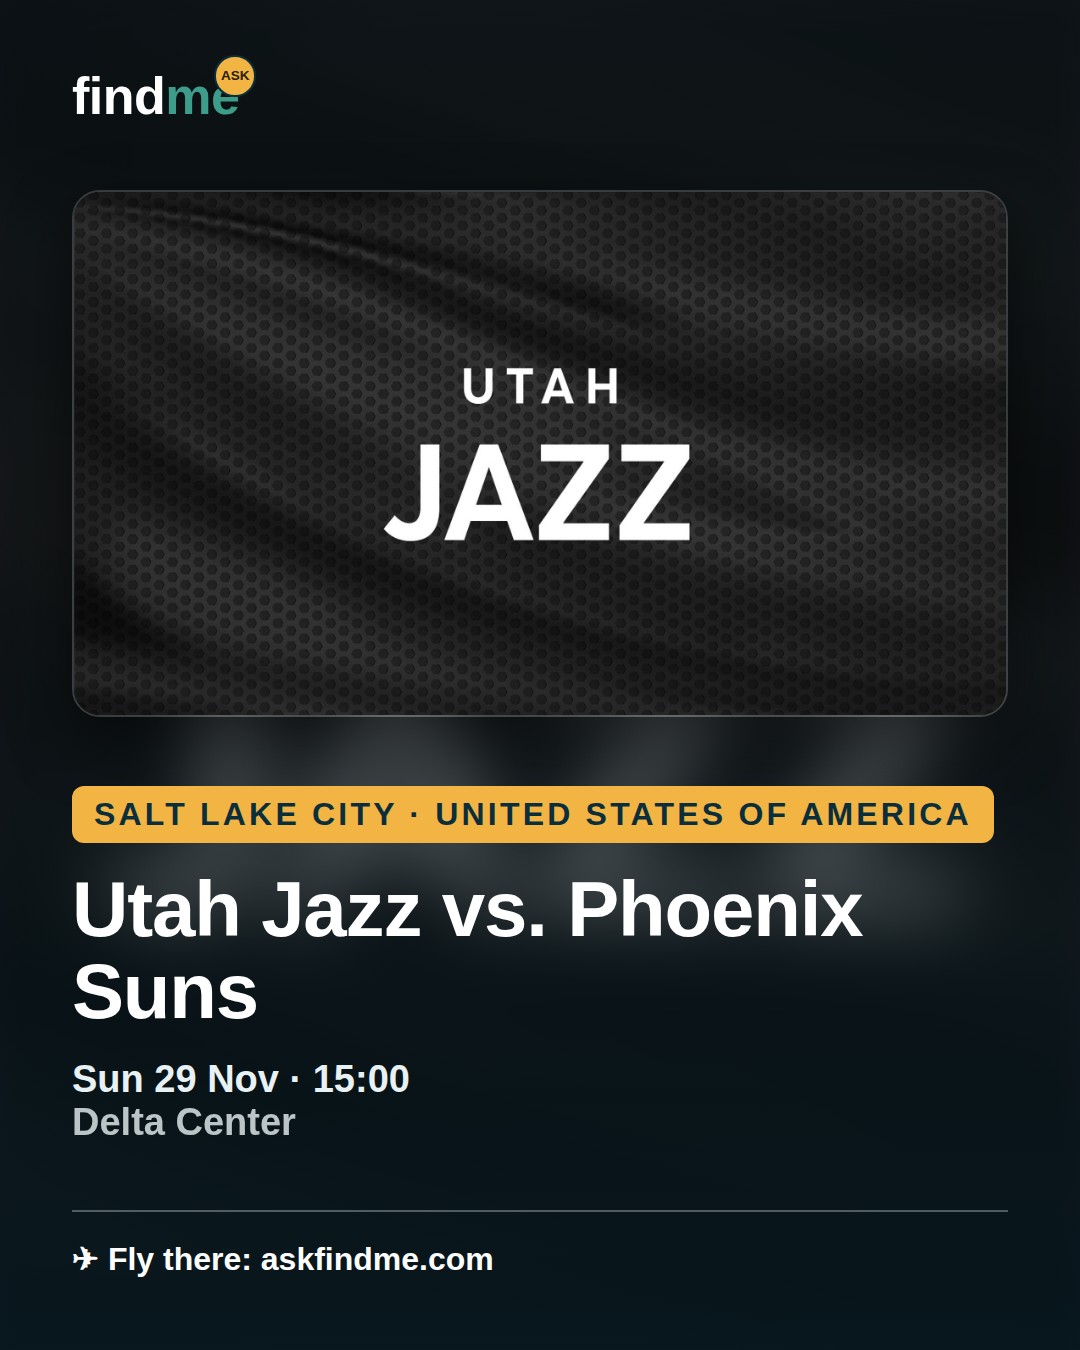 findme
ASK
UTAH
JAZZ
SALT LAKE CITY · UNITED STATES OF AMERICA
Utah Jazz vs. Phoenix
Suns
Sun 29 Nov · 15:00
Delta Center
✈ Fly there: askfindme.com